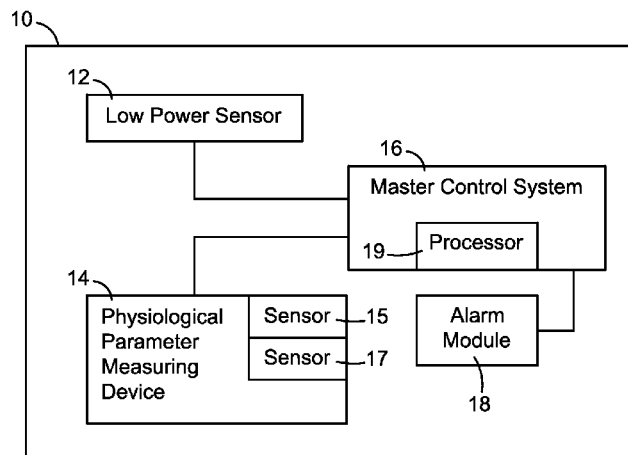 10
12
Low Power Sensor
16
Master Control System
19
Processor
14
Physiological
Parameter
Measuring
Device
Sensor
15
Sensor
17
Alarm
Module
18